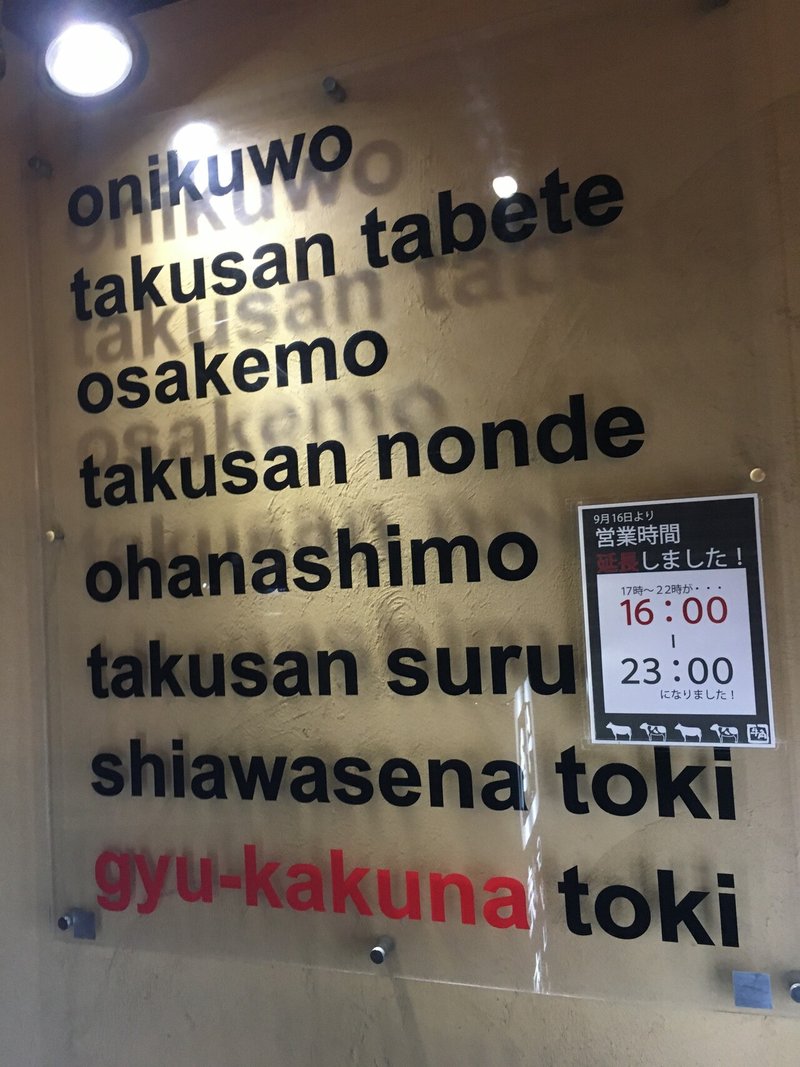 onikuwo
takusan tabete
osakemo
takusan nonde
ohanashimo
takusan suru
shiawasena toki
gyu-kakuna toki
9月16日より
営業時間
延長しました！
17時～22時が・・・
16：00
～
23：00
になりました！
牛角